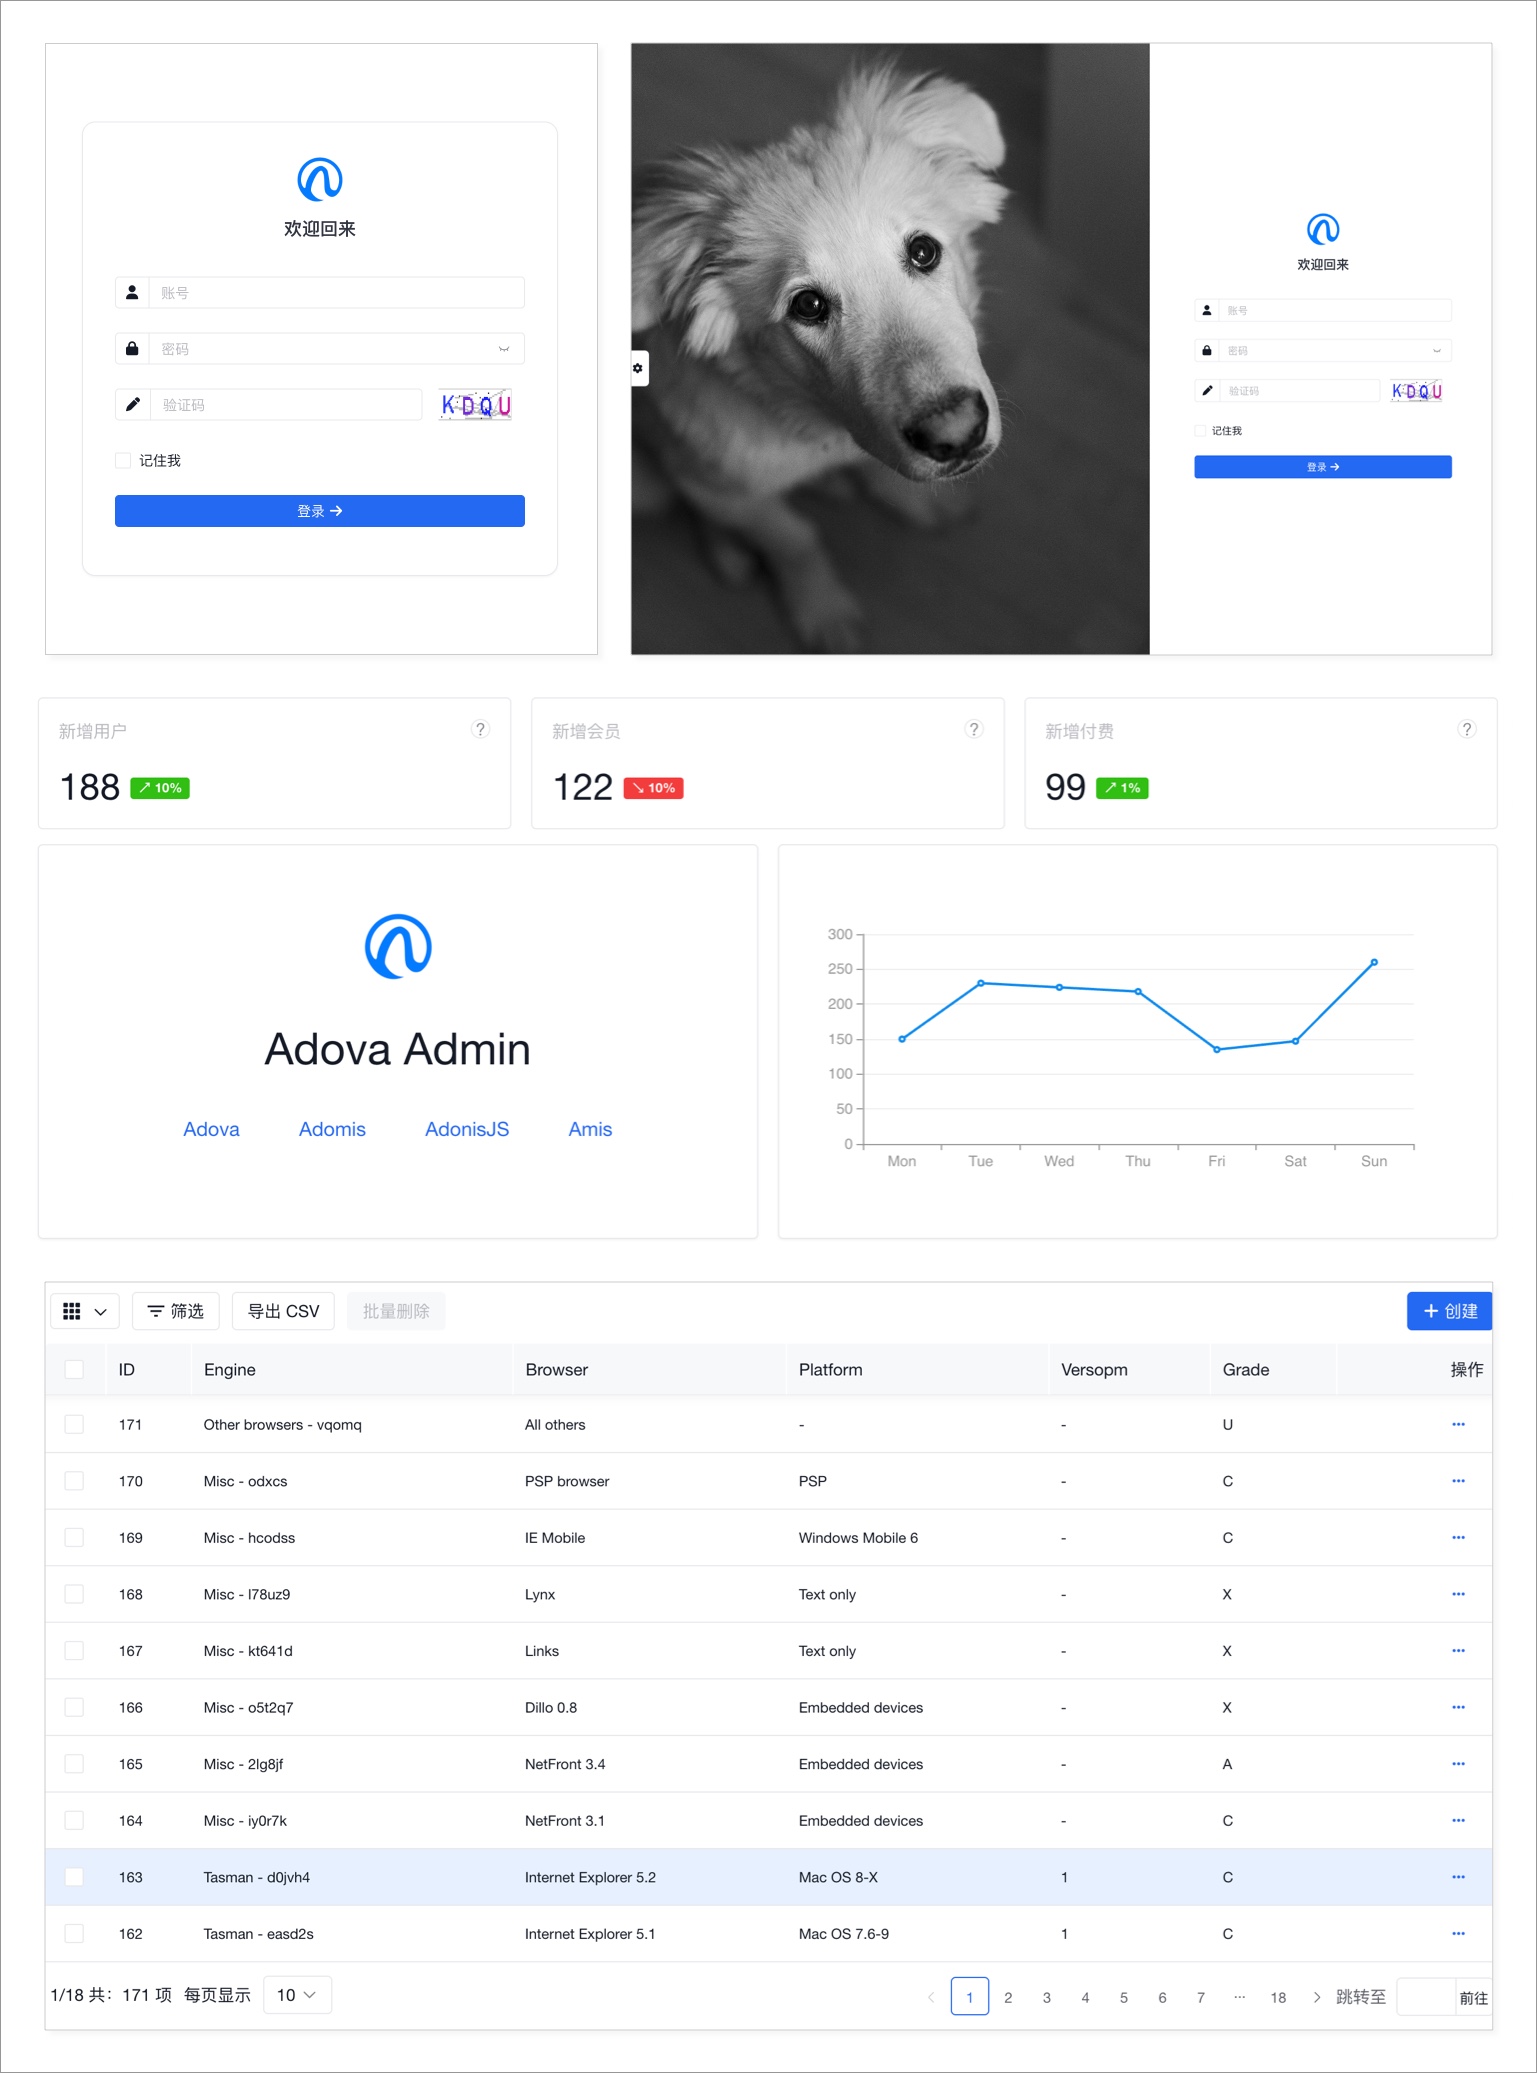 欢迎回来
账号
密码
验证码 KDQU
记住我
登录 →
欢迎回来
账号
密码
验证码 KDQU
记住我
登录 →
新增用户 ?
188 ↗ 10%
新增会员 ?
122 ↘ 10%
新增付费 ?
99 ↗ 1%
Adova Admin
Adova Adomis AdonisJS Amis
300
250
200
150
100
50
0
Mon Tue Wed Thu Fri Sat Sun
筛选 导出 CSV 批量删除 + 创建
ID Engine Browser Platform Versopm Grade 操作
171 Other browsers - vqomq All others - - U ···
170 Misc - odxcs PSP browser PSP - C ···
169 Misc - hcodss IE Mobile Windows Mobile 6 - C ···
168 Misc - l78uz9 Lynx Text only - X ···
167 Misc - kt641d Links Text only - X ···
166 Misc - o5t2q7 Dillo 0.8 Embedded devices - X ···
165 Misc - 2lg8jf NetFront 3.4 Embedded devices - A ···
164 Misc - iy0r7k NetFront 3.1 Embedded devices - C ···
163 Tasman - d0jvh4 Internet Explorer 5.2 Mac OS 8-X 1 C ···
162 Tasman - easd2s Internet Explorer 5.1 Mac OS 7.6-9 1 C ···
1/18 共：171 项 每页显示 10 < 1 2 3 4 5 6 7 ··· 18 > 跳转至 前往